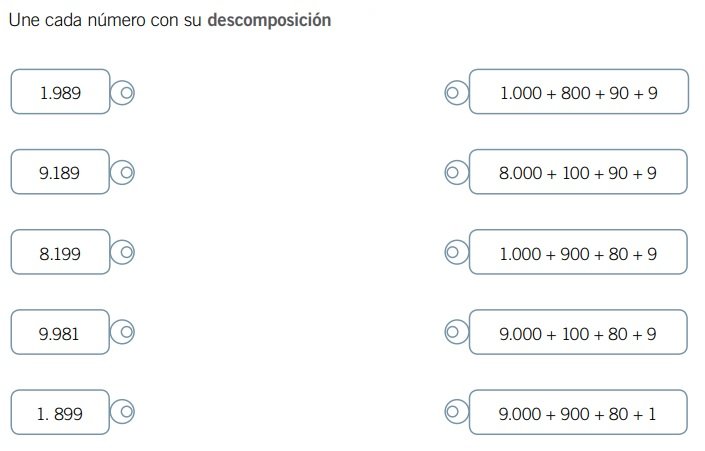 Une cada número con su descomposición
1.989 1.000 + 800 + 90 + 9
9.189 8.000 + 100 + 90 + 9
8.199 1.000 + 900 + 80 + 9
9.981 9.000 + 100 + 80 + 9
1. 899 9.000 + 900 + 80 + 1